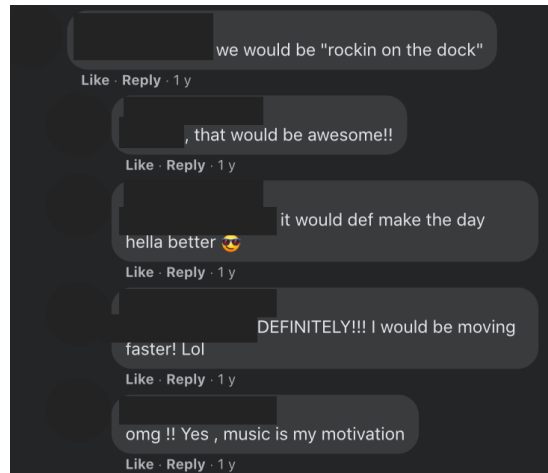 we would be "rockin on the dock"
Like · Reply · 1 y
, that would be awesome!!
Like · Reply · 1 y
it would def make the day
hella better 😎
Like · Reply · 1 y
DEFINITELY!!! I would be moving
faster! Lol
Like · Reply · 1 y
omg !! Yes , music is my motivation
Like · Reply · 1 y